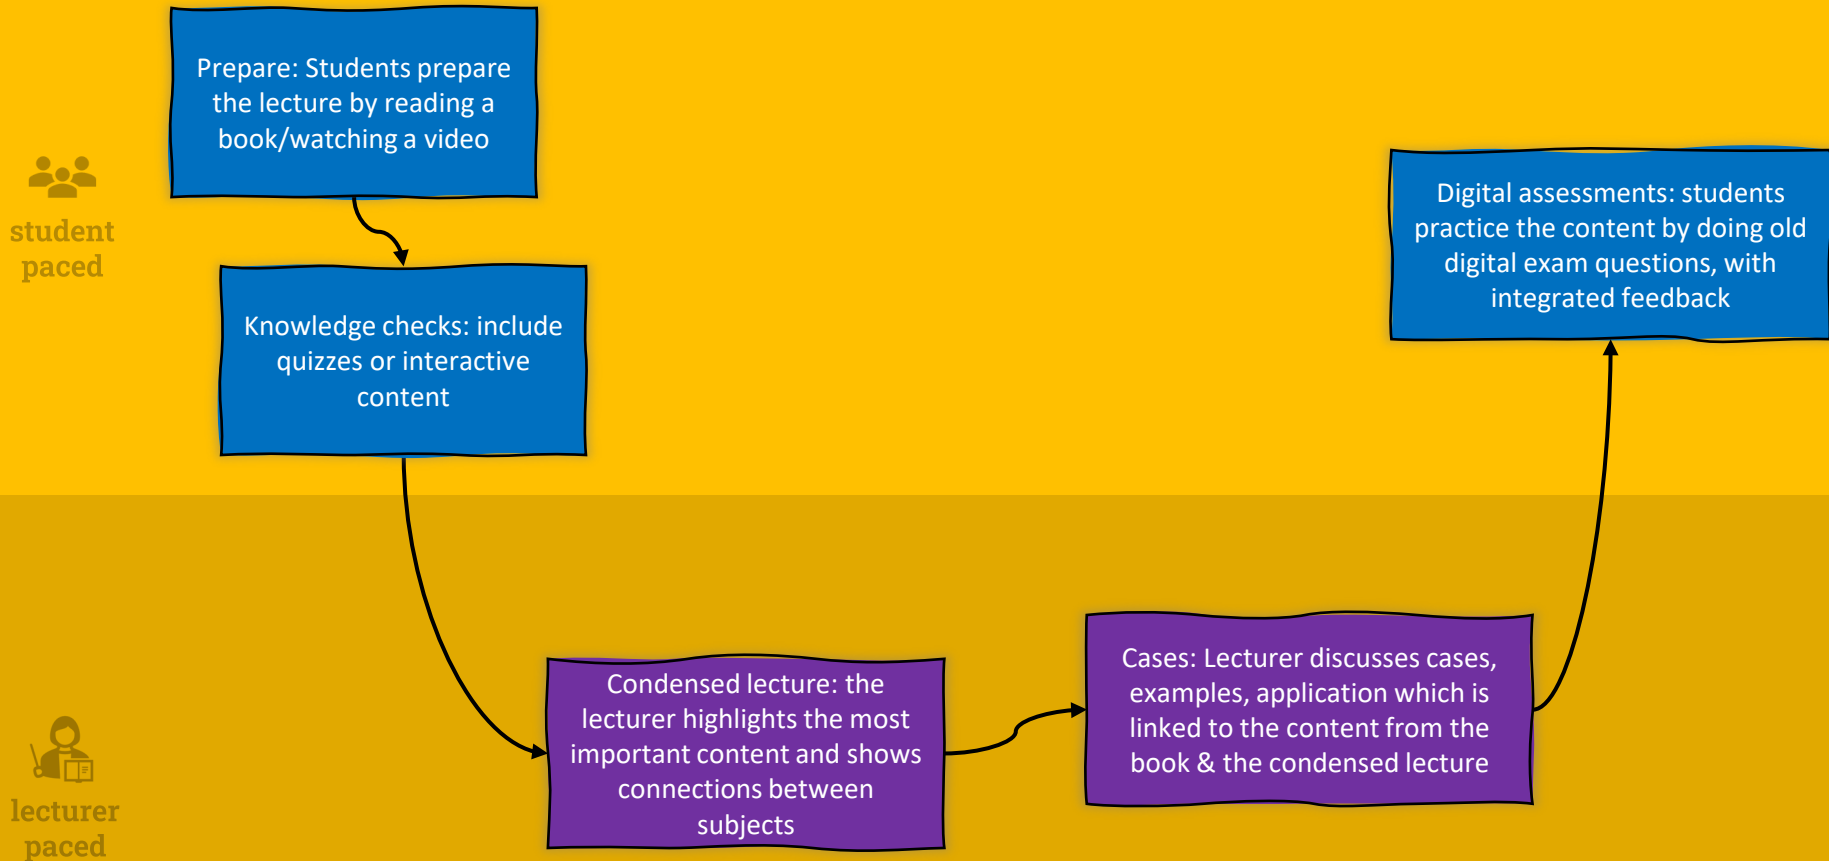 Prepare: Students prepare
the lecture by reading a
book/watching a video
student
paced
Knowledge checks: include
quizzes or interactive
content
Digital assessments: students
practice the content by doing old
digital exam questions, with
integrated feedback
lecturer
paced
Condensed lecture: the
lecturer highlights the most
important content and shows
connections between
subjects
Cases: Lecturer discusses cases,
examples, application which is
linked to the content from the
book & the condensed lecture